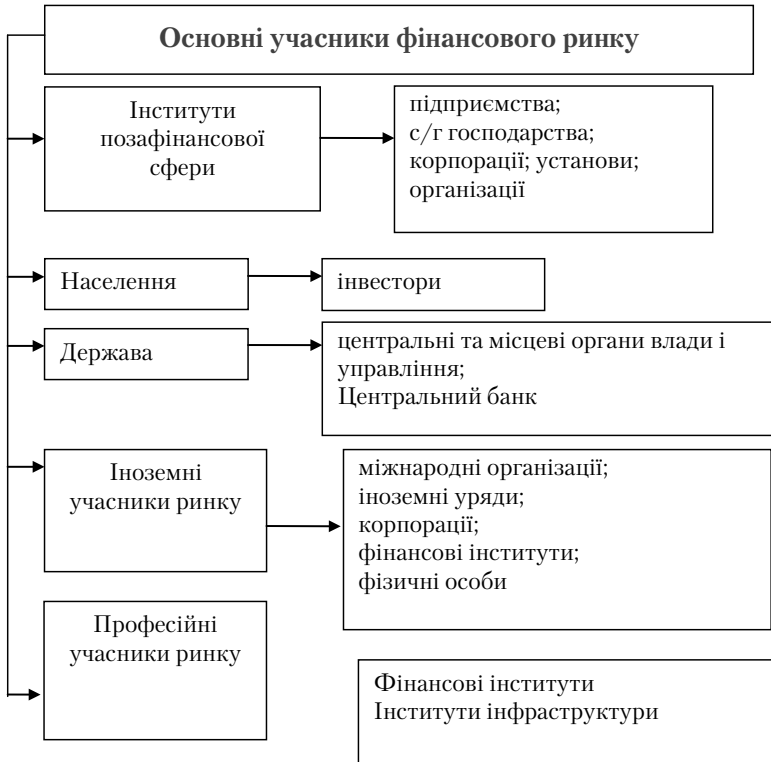 Основні учасники фінансового ринку
Інститути
позафінансової
сфери
підприємства;
с/г господарства;
корпорації; установи;
організації
Населення
інвестори
Держава
центральні та місцеві органи влади і
управління;
Центральний банк
Іноземні
учасники ринку
міжнародні організації;
іноземні уряди;
корпорації;
фінансові інститути;
фізичні особи
Професійні
учасники ринку
Фінансові інститути
Інститути інфраструктури